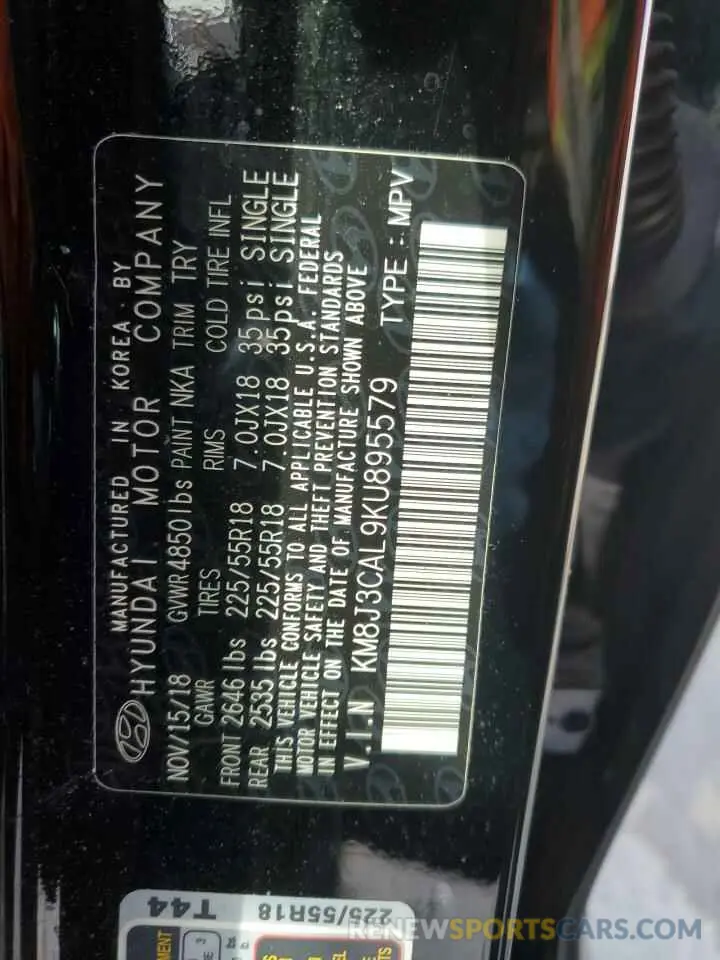 MANUFACTURED IN KOREA BY
HYUNDAI MOTOR COMPANY
NOV/15/18 GVWR 4850 lbs PAINT NKA TRIM TRY
GAWR TIRES RIMS COLD TIRE INFL
FRONT 2646 lbs 225/55R18 7.0JX18 35psi SINGLE
REAR 2535 lbs 225/55R18 7.0JX18 35psi SINGLE
THIS VEHICLE CONFORMS TO ALL APPLICABLE U.S.A. FEDERAL
MOTOR VEHICLE SAFETY AND THEFT PREVENTION STANDARDS
IN EFFECT ON THE DATE OF MANUFACTURE SHOWN ABOVE
V.I.N KM8J3CAL9KU895579 TYPE : MPV
T44
225/55R18
RENEWSPORTSCARS.COM